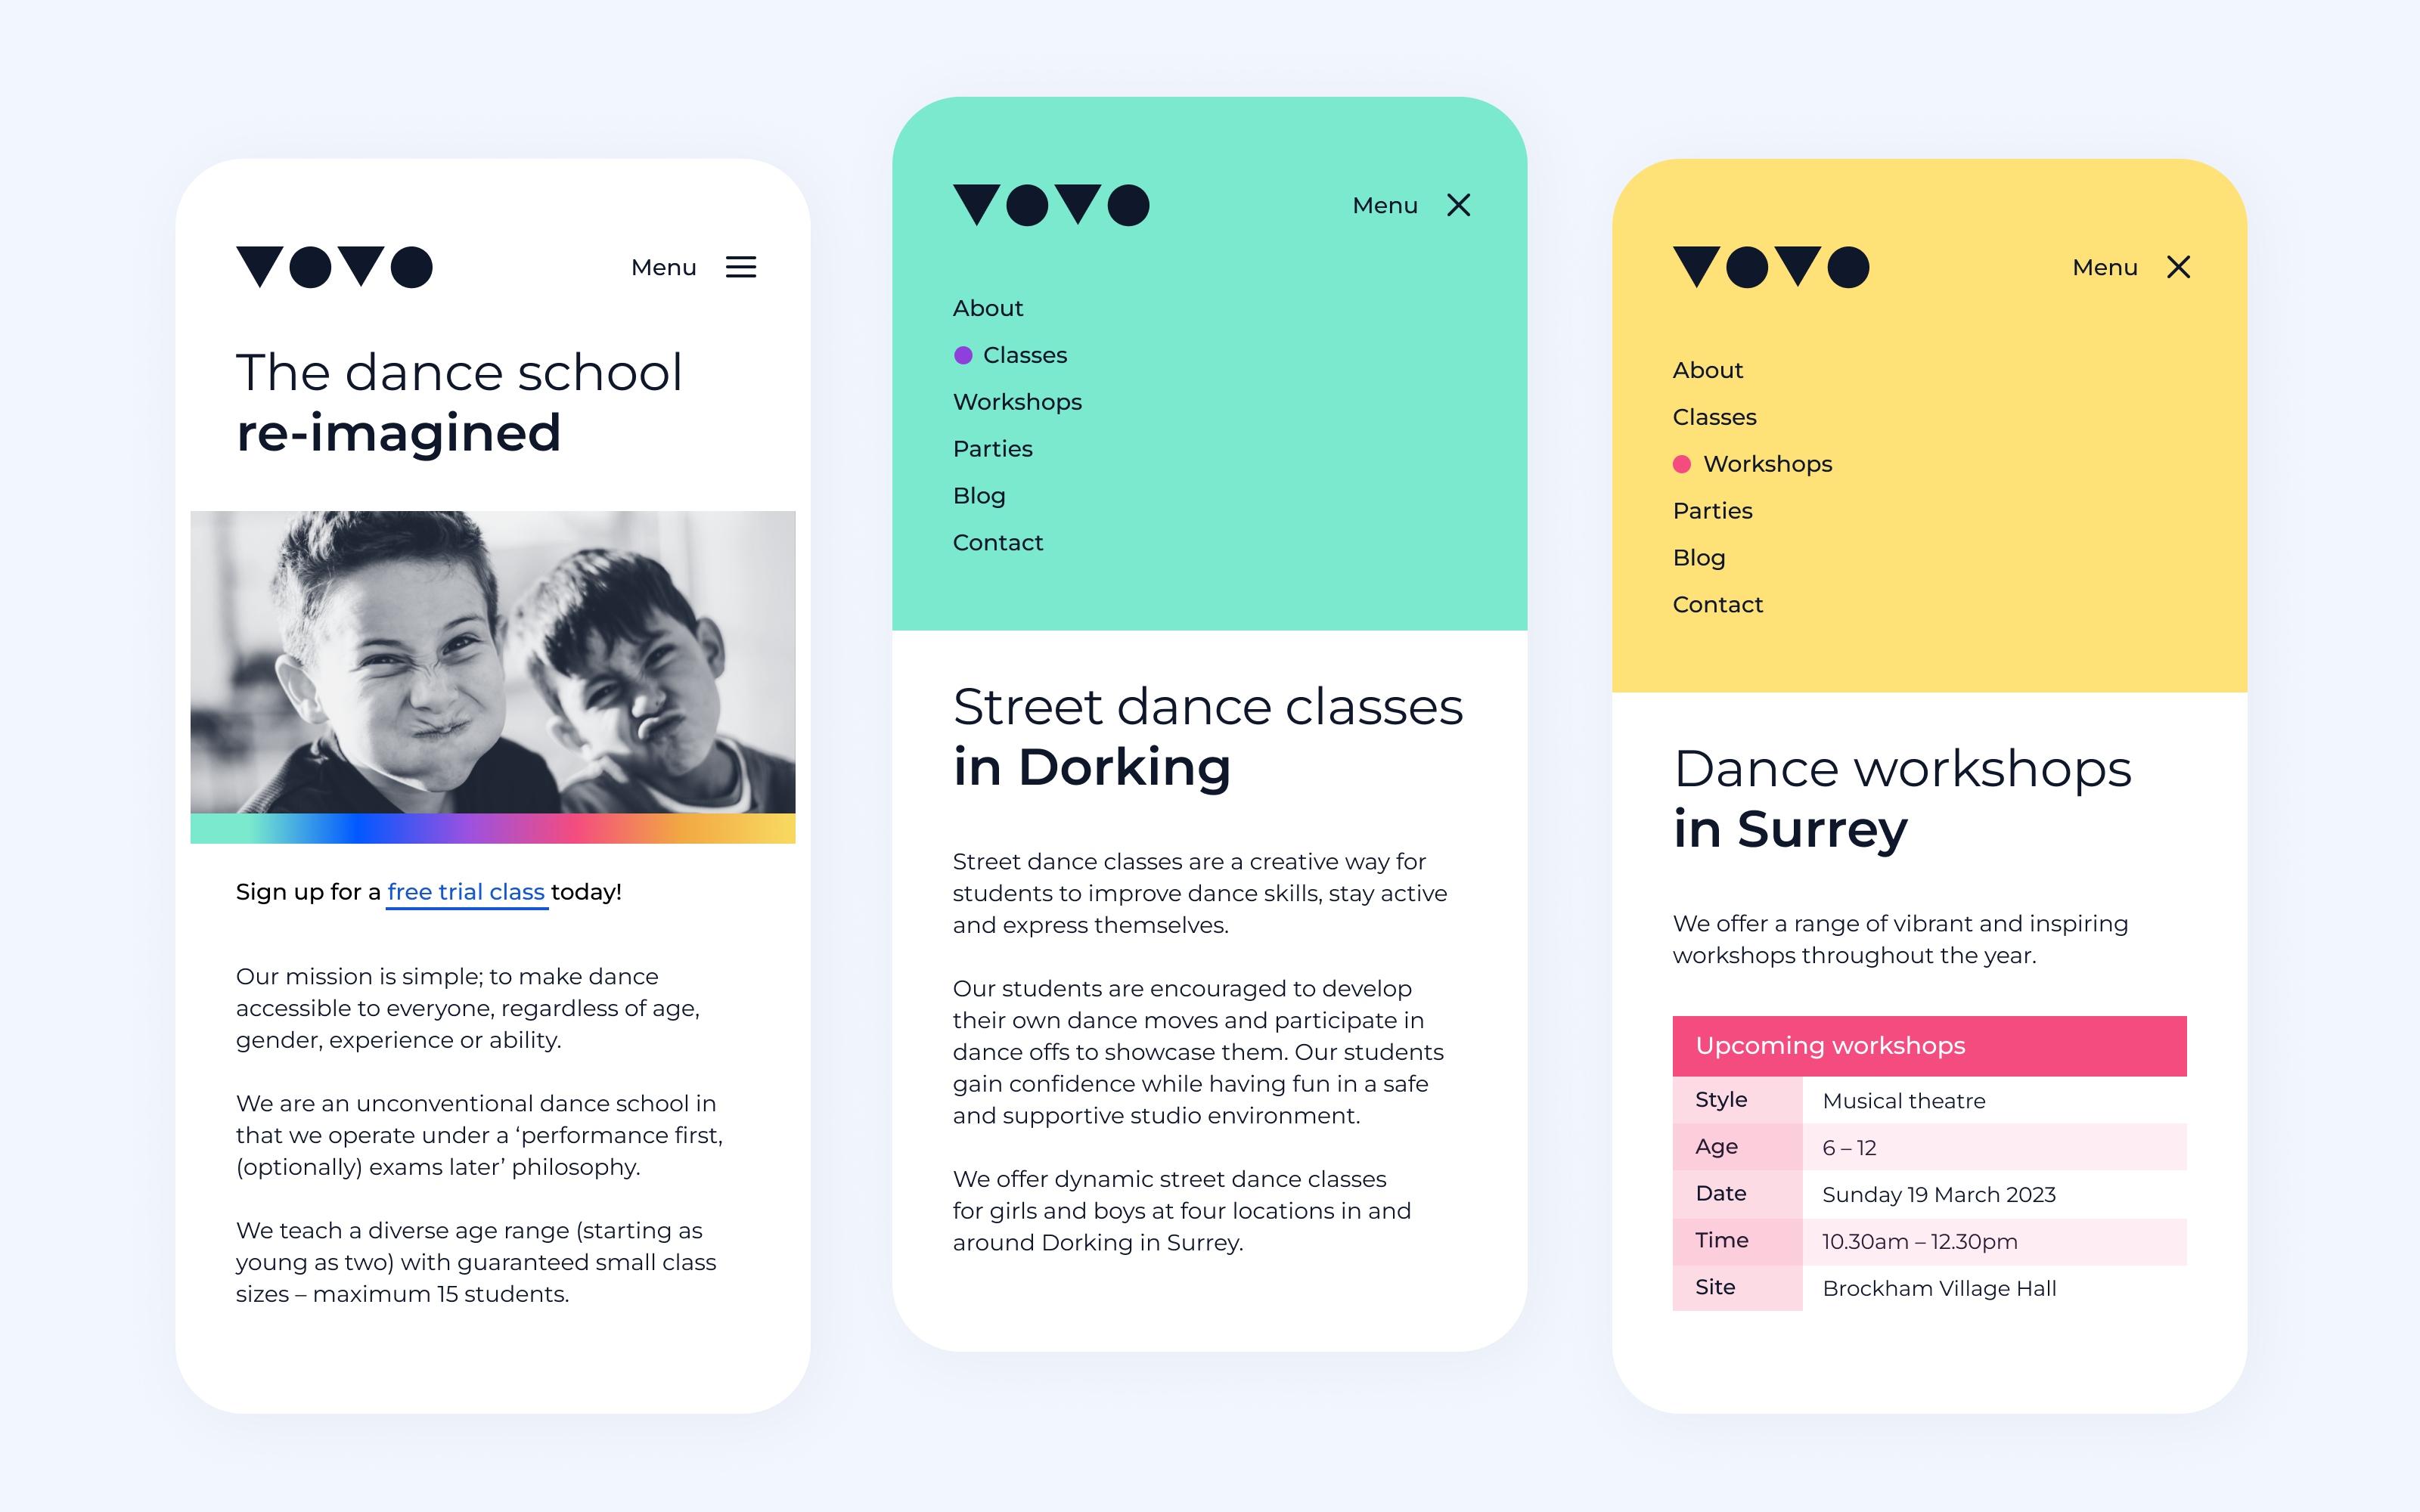 VOVO
Menu
The dance school
re-imagined
Sign up for a free trial class today!
Our mission is simple; to make dance
accessible to everyone, regardless of age,
gender, experience or ability.
We are an unconventional dance school in
that we operate under a ‘performance first,
(optionally) exams later’ philosophy.
We teach a diverse age range (starting as
young as two) with guaranteed small class
sizes – maximum 15 students.
VOVO
Menu
About
Classes
Workshops
Parties
Blog
Contact
Street dance classes
in Dorking
Street dance classes are a creative way for
students to improve dance skills, stay active
and express themselves.
Our students are encouraged to develop
their own dance moves and participate in
dance offs to showcase them. Our students
gain confidence while having fun in a safe
and supportive studio environment.
We offer dynamic street dance classes
for girls and boys at four locations in and
around Dorking in Surrey.
VOVO
Menu
About
Classes
Workshops
Parties
Blog
Contact
Dance workshops
in Surrey
We offer a range of vibrant and inspiring
workshops throughout the year.
Upcoming workshops
Style Musical theatre
Age 6 – 12
Date Sunday 19 March 2023
Time 10.30am – 12.30pm
Site Brockham Village Hall